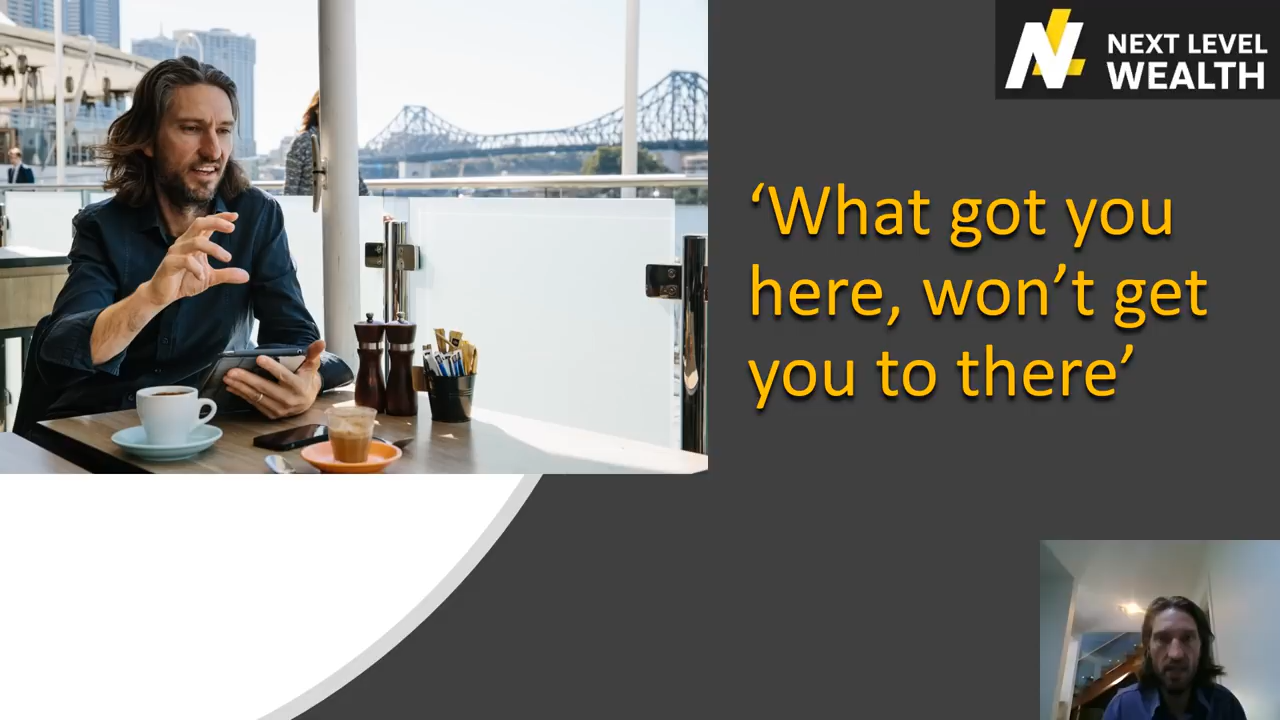 NEXT LEVEL
WEALTH
‘What got you
here, won’t get
you to there’